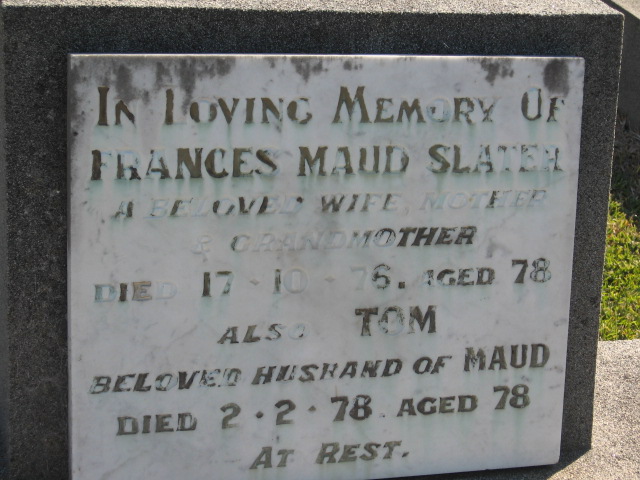 IN LOVING MEMORY OF
FRANCES MAUD SLATER
A BELOVED WIFE, MOTHER
& GRANDMOTHER
DIED 17 - 10 - 76. AGED 78
ALSO TOM
BELOVED HUSBAND OF MAUD
DIED 2 · 2 · 78. AGED 78
AT REST.